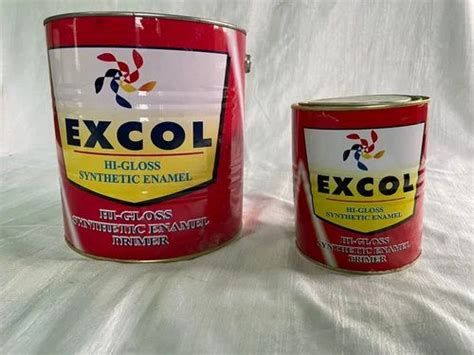 EXCOL
HI-GLOSS
SYNTHETIC ENAMEL
HI-GLOSS
SYNTHETIC ENAMEL
PRIMER
EXCOL
HI-GLOSS
SYNTHETIC ENAMEL
HI-GLOSS
SYNTHETIC ENAMEL
PRIMER